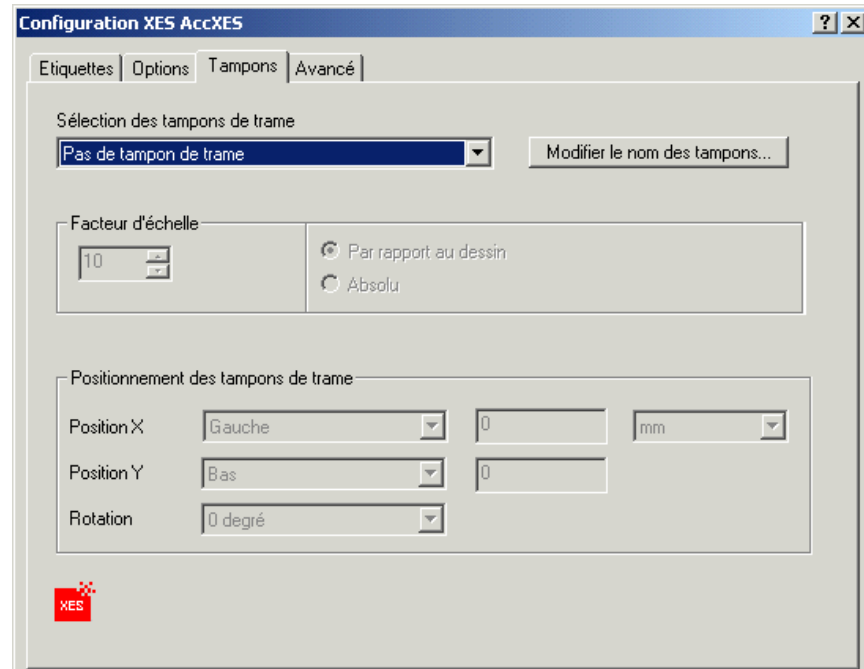 Configuration XES AccXES
Etiquettes Options Tampons Avancé
Sélection des tampons de trame
Pas de tampon de trame Modifier le nom des tampons...
Facteur d'échelle
10 Par rapport au dessin
Absolu
Positionnement des tampons de trame
Position X Gauche 0 mm
Position Y Bas 0
Rotation 0 degré
XES